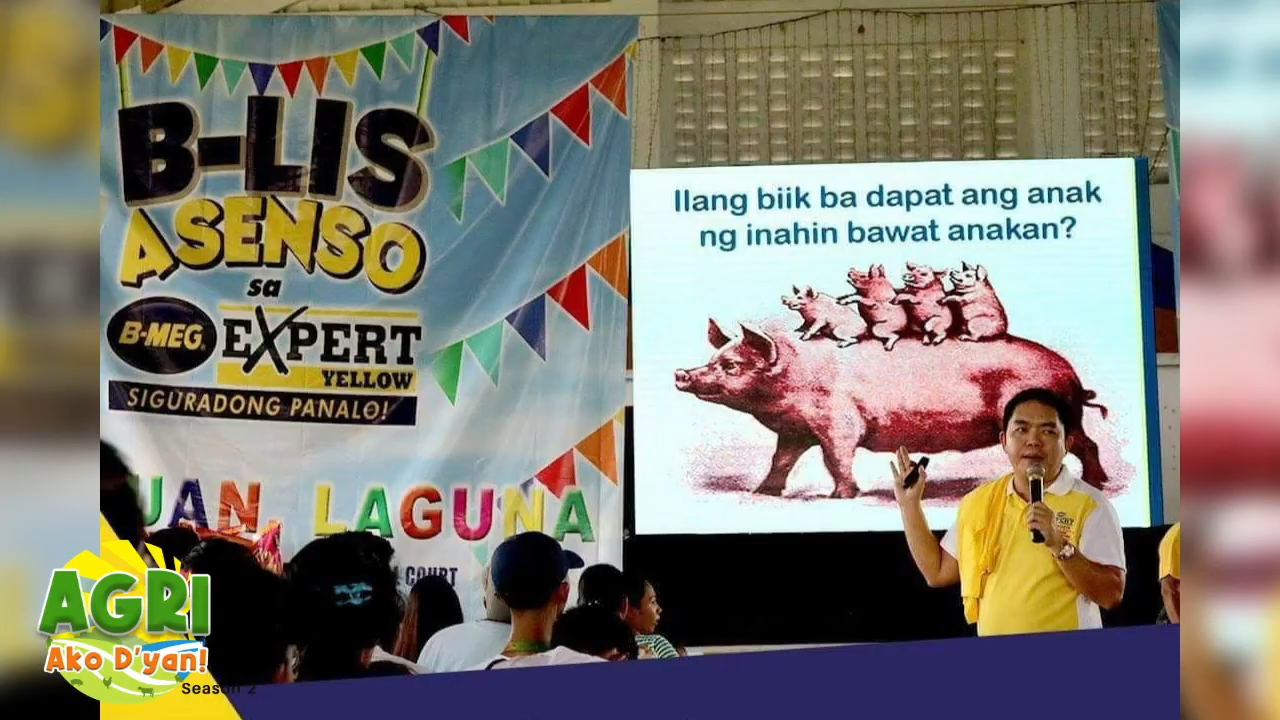 B-LIS
ASENSO
sa
B-MEG EXPERT
YELLOW
SIGURADONG PANALO!
LAGUNA
COURT
Ilang biik ba dapat ang anak
ng inahin bawat anakan?
EXPERT
AGRI
Ako D'yan!
Season 2